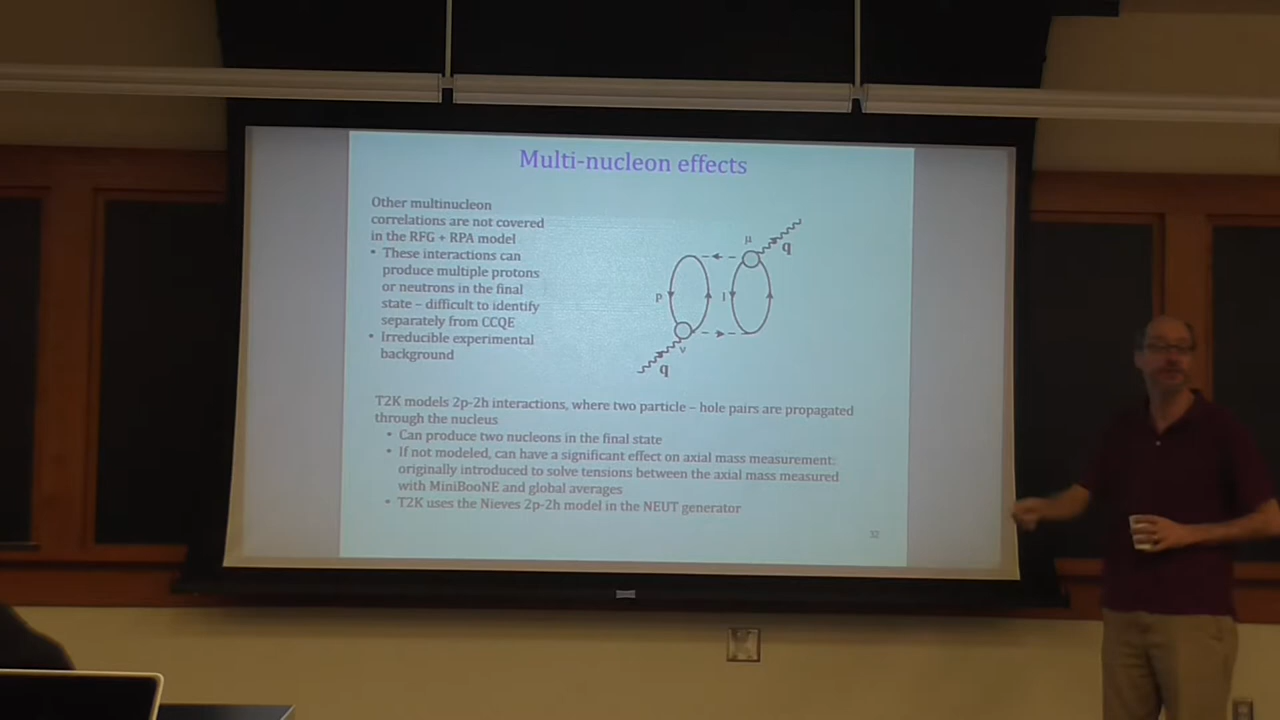 Multi-nucleon effects
Other multinucleon
correlations are not covered
in the RFG + RPA model
• These interactions can
produce multiple protons
or neutrons in the final
state – difficult to identify
separately from CCQE
• Irreducible experimental
background
μ
q
p
l
ν
q
T2K models 2p-2h interactions, where two particle – hole pairs are propagated
through the nucleus
• Can produce two nucleons in the final state
• If not modeled, can have a significant effect on axial mass measurement:
originally introduced to solve tensions between the axial mass measured
with MiniBooNE and global averages
• T2K uses the Nieves 2p-2h model in the NEUT generator
32